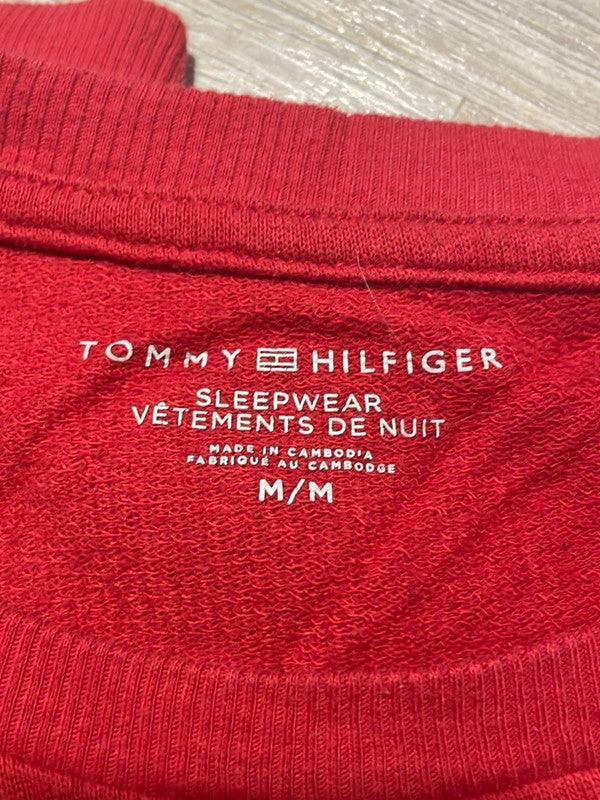 TOMMY HILFIGER
SLEEPWEAR
VÊTEMENTS DE NUIT
MADE IN CAMBODIA
FABRIQUÉ AU CAMBODGE
M/M